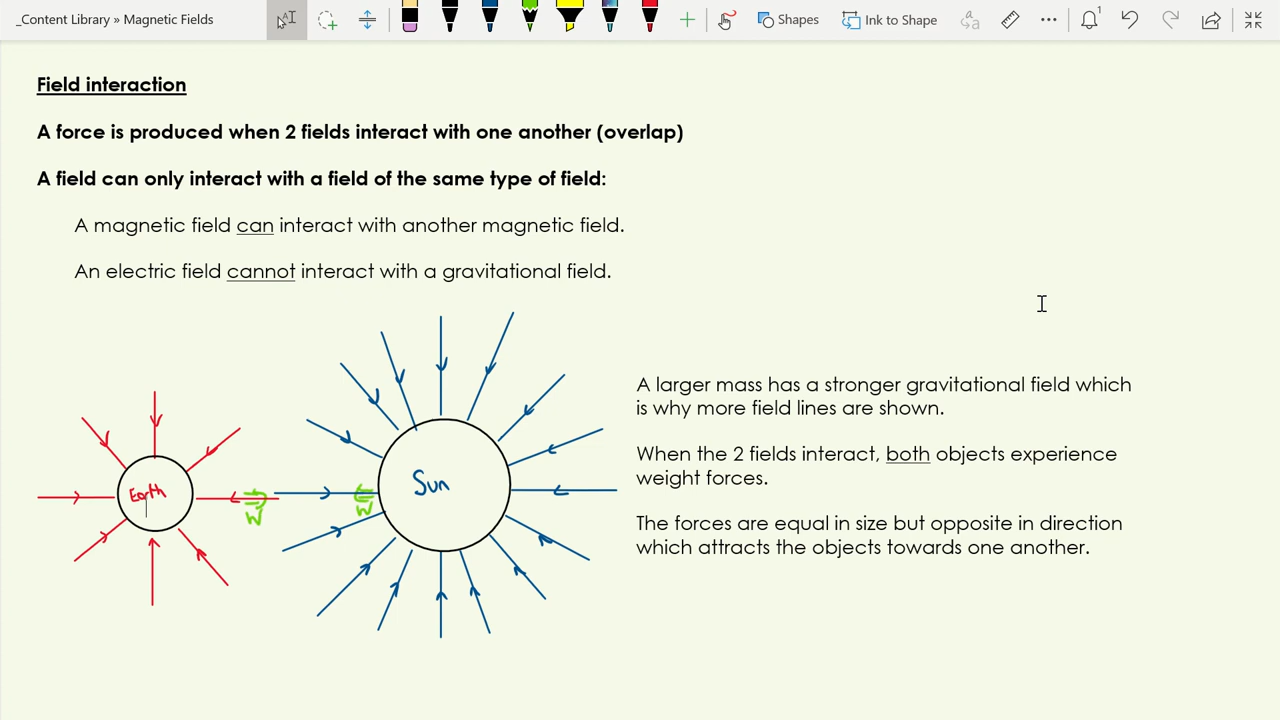 _Content Library » Magnetic Fields
Shapes
Ink to Shape
Field interaction
A force is produced when 2 fields interact with one another (overlap)
A field can only interact with a field of the same type of field:
A magnetic field can interact with another magnetic field.
An electric field cannot interact with a gravitational field.
A larger mass has a stronger gravitational field which
is why more field lines are shown.
When the 2 fields interact, both objects experience
weight forces.
The forces are equal in size but opposite in direction
which attracts the objects towards one another.
Earth
W
W
Sun